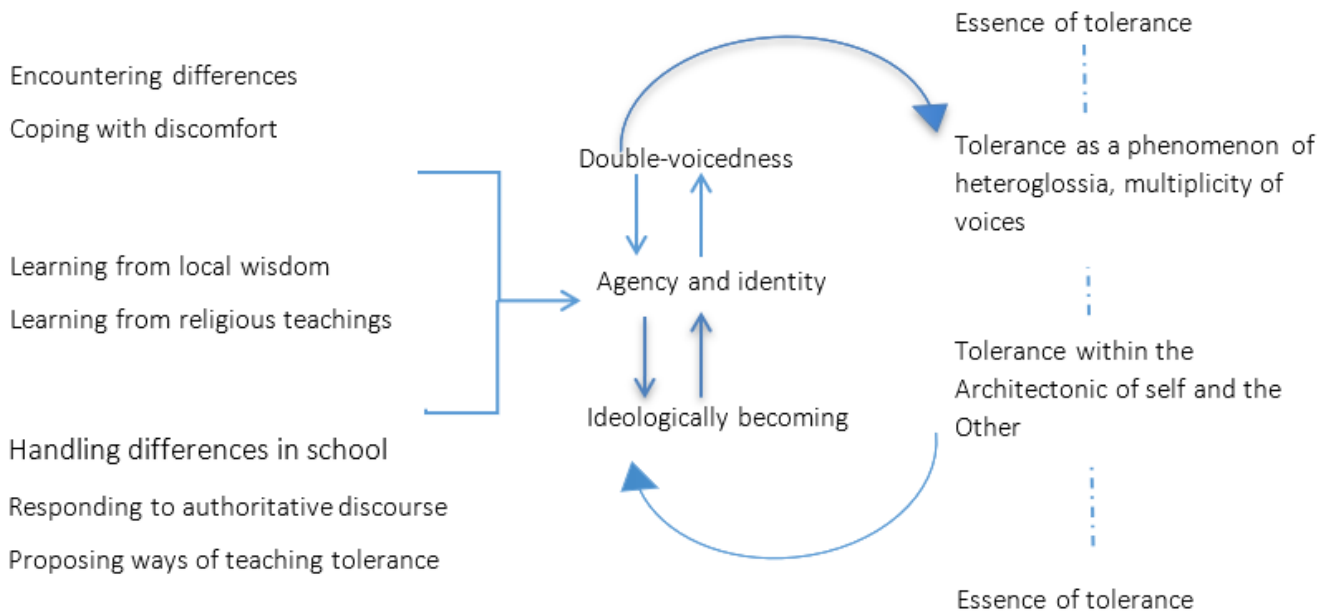 Encountering differences
Coping with discomfort
Learning from local wisdom
Learning from religious teachings
Handling differences in school
Responding to authoritative discourse
Proposing ways of teaching tolerance
Double-voicedness
Agency and identity
Ideologically becoming
Essence of tolerance
Tolerance as a phenomenon of
heteroglossia, multiplicity of
voices
Tolerance within the
Architectonic of self and the
Other
Essence of tolerance